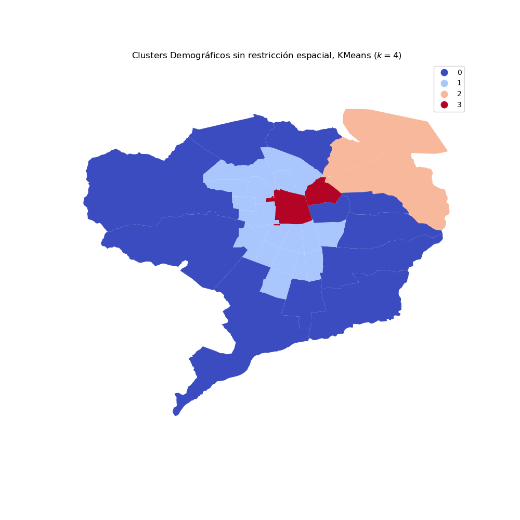 Clusters Demográficos sin restricción espacial, KMeans (k = 4)
0
1
2
3